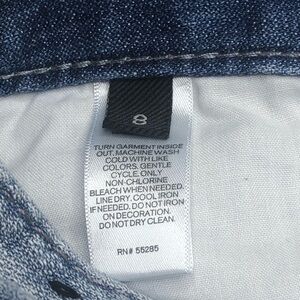 8
TURN GARMENT INSIDE
OUT, MACHINE WASH
COLD WITH LIKE
COLORS, GENTLE
CYCLE, ONLY
NON-CHLORINE
BLEACH WHEN NEEDED.
LINE DRY. COOL IRON
IF NEEDED. DO NOT IRON
ON DECORATION.
DO NOT DRY CLEAN.
RN# 55285